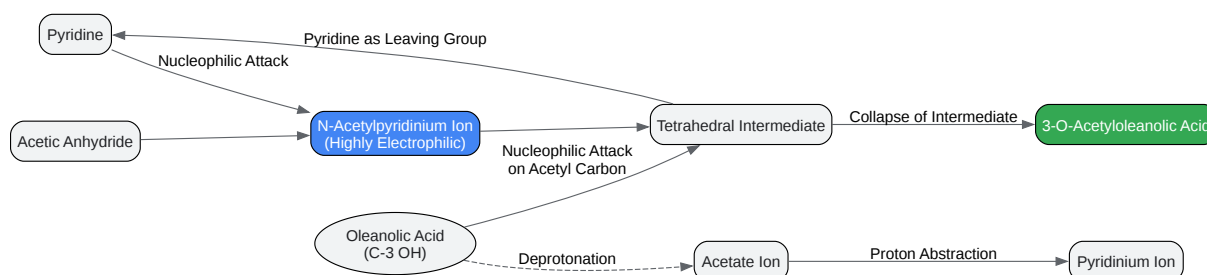 Pyridine
Pyridine as Leaving Group
Nucleophilic Attack
Acetic Anhydride
N-Acetylpyridinium Ion
(Highly Electrophilic)
Tetrahedral Intermediate
Collapse of Intermediate
3-O-Acetyloleanolic Acid
Nucleophilic Attack
on Acetyl Carbon
Oleanolic Acid
(C-3 OH)
Deprotonation
Acetate Ion
Proton Abstraction
Pyridinium Ion